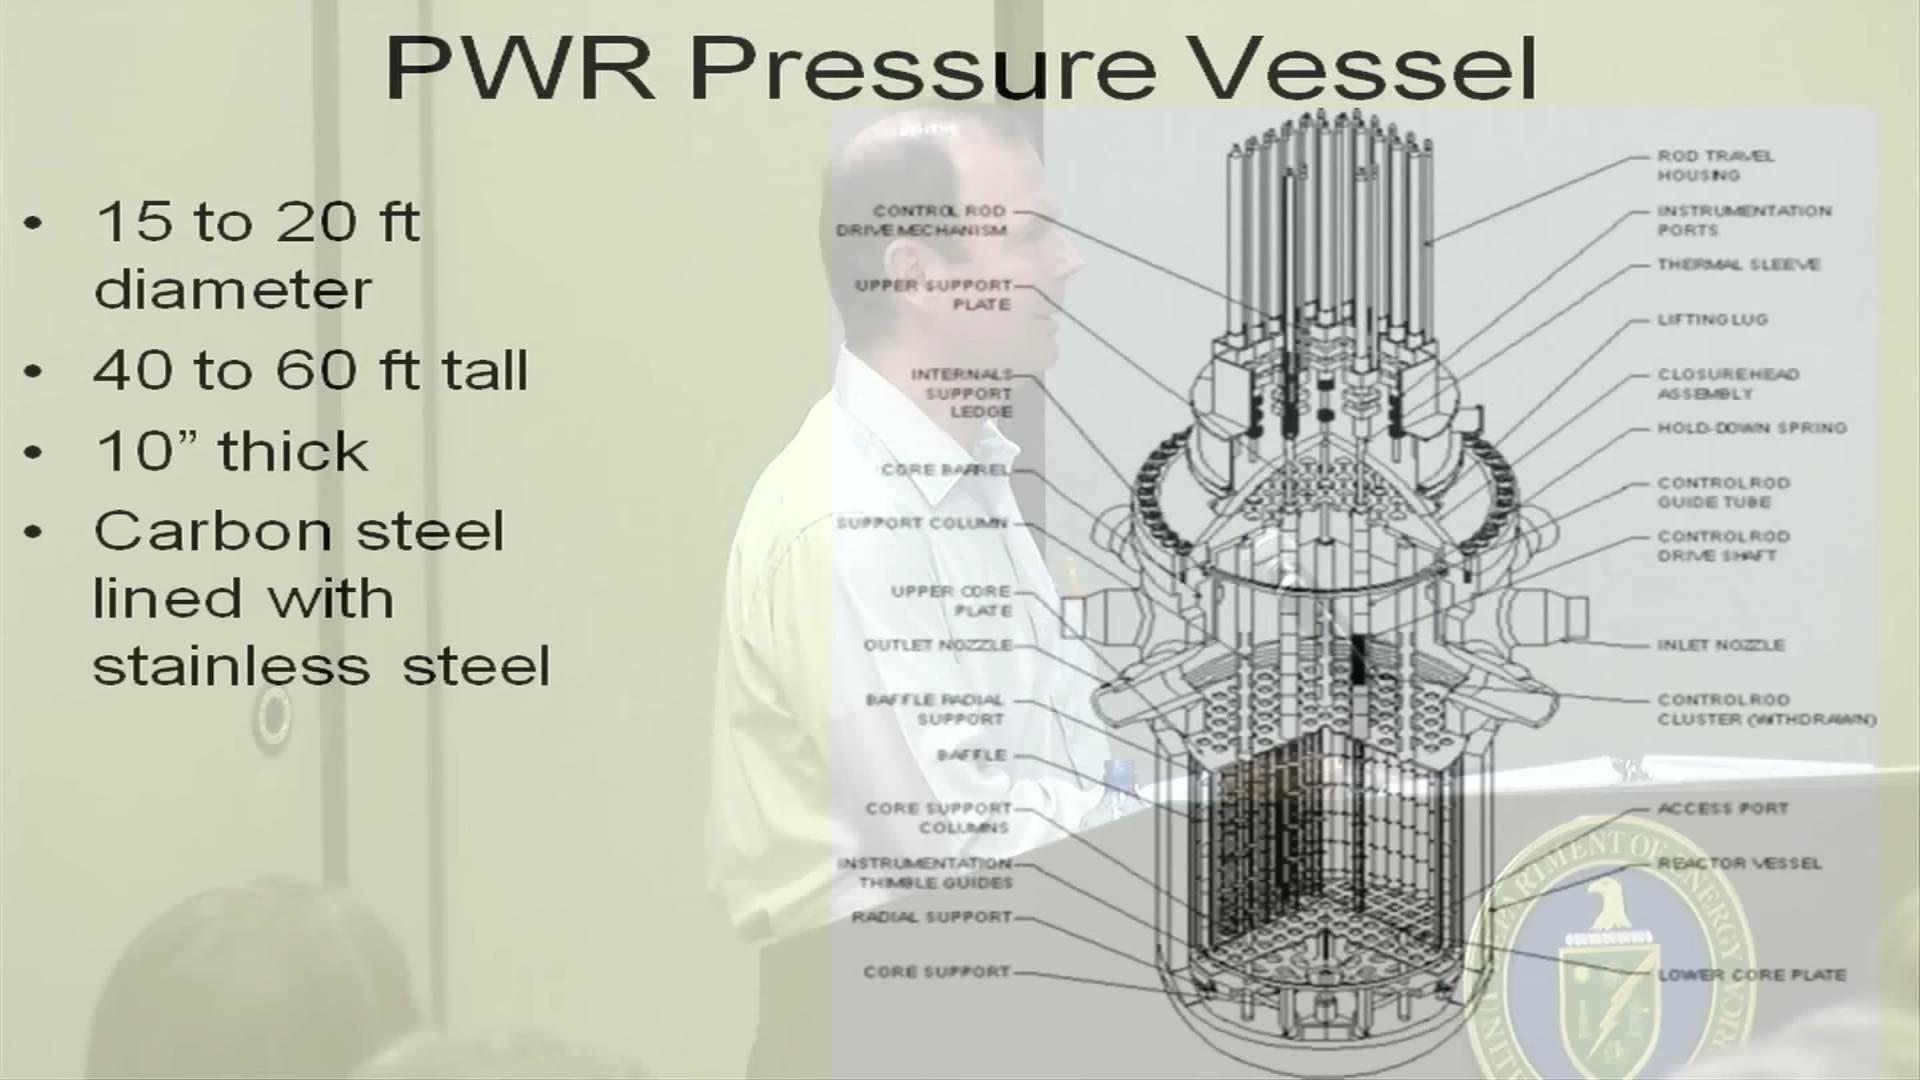 PWR Pressure Vessel
• 15 to 20 ft
diameter
• 40 to 60 ft tall
• 10” thick
• Carbon steel
lined with
stainless steel
CONTROL ROD
DRIVE MECHANISM
UPPER SUPPORT
PLATE
INTERNALS
SUPPORT
LEDGE
CORE BARREL
SUPPORT COLUMN
UPPER CORE
PLATE
OUTLET NOZZLE
BAFFLE RADIAL
SUPPORT
BAFFLE
CORE SUPPORT
COLUMNS
INSTRUMENTATION
THIMBLE GUIDES
RADIAL SUPPORT
CORE SUPPORT
ROD TRAVEL
HOUSING
INSTRUMENTATION
PORTS
THERMAL SLEEVE
LIFTING LUG
CLOSURE HEAD
ASSEMBLY
HOLD-DOWN SPRING
CONTROL ROD
GUIDE TUBE
CONTROL ROD
DRIVE SHAFT
INLET NOZZLE
CONTROL ROD
CLUSTER (WITHDRAWN)
ACCESS PORT
REACTOR VESSEL
LOWER CORE PLATE
DEPARTMENT OF ENERGY